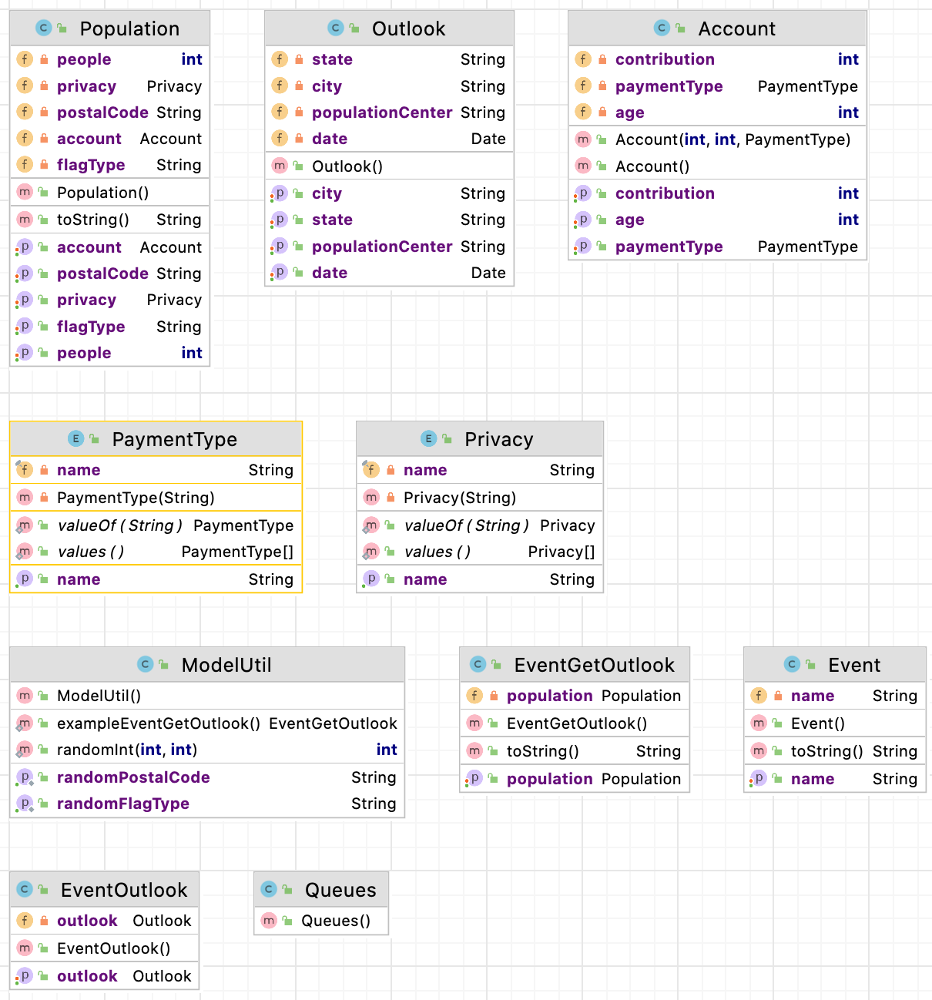 Population
people int
privacy Privacy
postalCode String
account Account
flagType String
Population()
toString() String
account Account
postalCode String
privacy Privacy
flagType String
people int
Outlook
state String
city String
populationCenter String
date Date
Outlook()
city String
state String
populationCenter String
date Date
Account
contribution int
paymentType PaymentType
age int
Account(int, int, PaymentType)
Account()
contribution int
age int
paymentType PaymentType
PaymentType
name String
PaymentType(String)
valueOf(String) PaymentType
values() PaymentType[]
name String
Privacy
name String
Privacy(String)
valueOf(String) Privacy
values() Privacy[]
name String
ModelUtil
ModelUtil()
exampleEventGetOutlook() EventGetOutlook
randomInt(int, int) int
randomPostalCode String
randomFlagType String
EventGetOutlook
population Population
EventGetOutlook()
toString() String
population Population
Event
name String
Event()
toString() String
name String
EventOutlook
outlook Outlook
EventOutlook()
outlook Outlook
Queues
Queues()